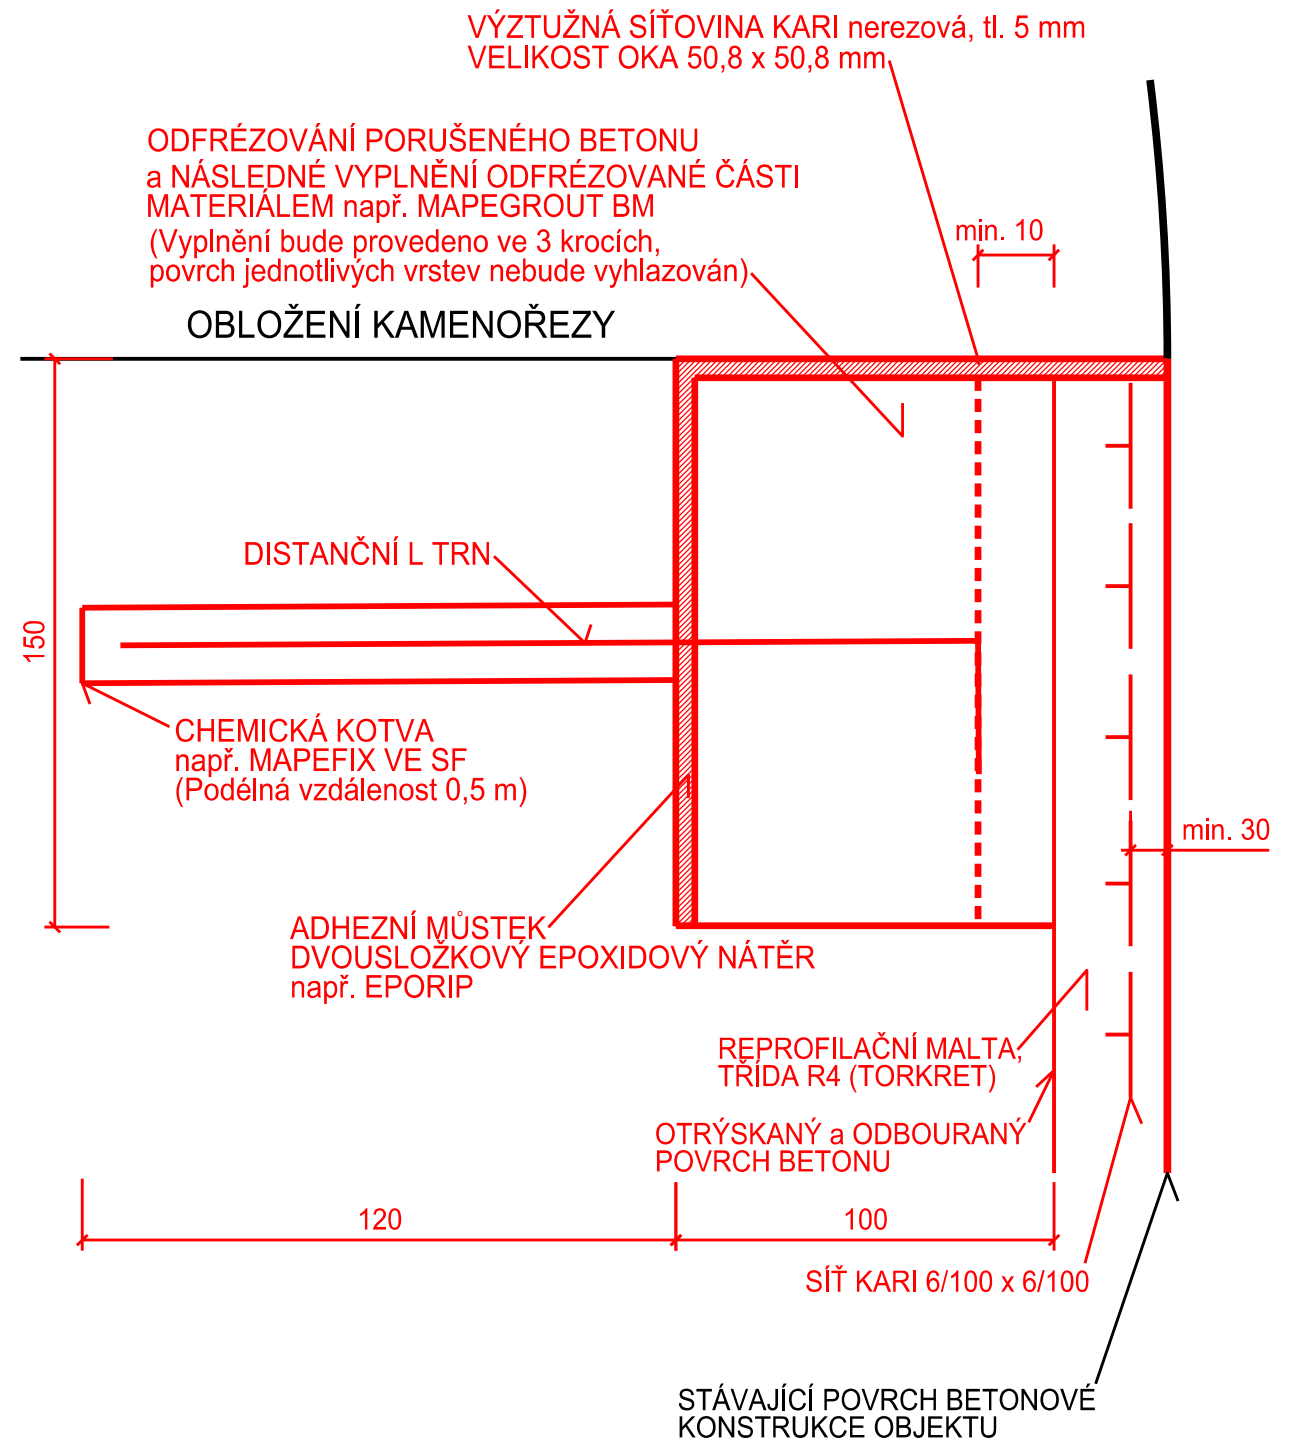 VÝZTUŽNÁ SÍŤOVINA KARI nerezová, tl. 5 mm
VELIKOST OKA 50,8 x 50,8 mm
ODFRÉZOVÁNÍ PORUŠENÉHO BETONU
a NÁSLEDNÉ VYPLNĚNÍ ODFRÉZOVANÉ ČÁSTI
MATERIÁLEM např. MAPEGROUT BM
(Vyplnění bude provedeno ve 3 krocích,
povrch jednotlivých vrstev nebude vyhlazován)
min. 10
OBLOŽENÍ KAMENOŘEZY
DISTANČNÍ L TRN
150
CHEMICKÁ KOTVA
např. MAPEFIX VE SF
(Podélná vzdálenost 0,5 m)
min. 30
ADHEZNÍ MŮSTEK
DVOUSLOŽKOVÝ EPOXIDOVÝ NÁTĚR
např. EPORIP
REPROFILAČNÍ MALTA,
TŘÍDA R4 (TORKRET)
OTRÝSKANÝ a ODBOURANÝ
POVRCH BETONU
120
100
SÍŤ KARI 6/100 x 6/100
STÁVAJÍCÍ POVRCH BETONOVÉ
KONSTRUKCE OBJEKTU